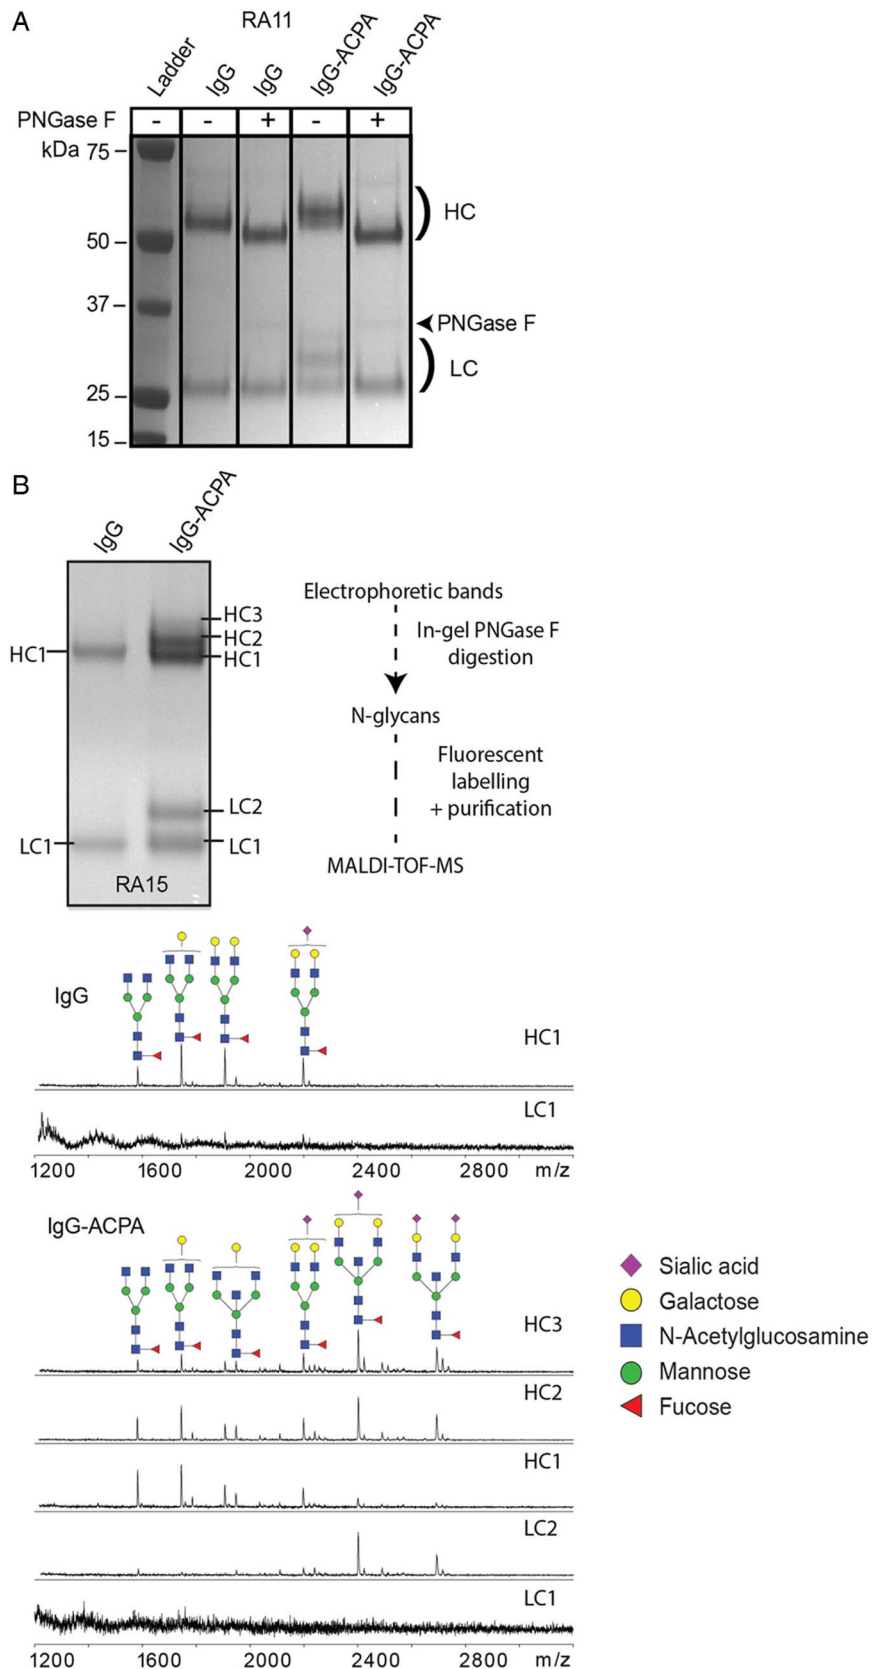 A
RA11
Ladder
IgG
IgG
IgG-ACPA
IgG-ACPA
PNGase F
- - + - +
kDa 75
HC
50
37
PNGase F
LC
25
15
B
IgG
IgG-ACPA
HC3
HC2
HC1
HC1
LC2
LC1
LC1
RA15
Electrophoretic bands
In-gel PNGase F
digestion
N-glycans
Fluorescent
labelling
+ purification
MALDI-TOF-MS
IgG
HC1
LC1
1200 1600 2000 2400 2800 m/z
IgG-ACPA
HC3
HC2
HC1
LC2
LC1
1200 1600 2000 2400 2800 m/z
Sialic acid
Galactose
N-Acetylglucosamine
Mannose
Fucose